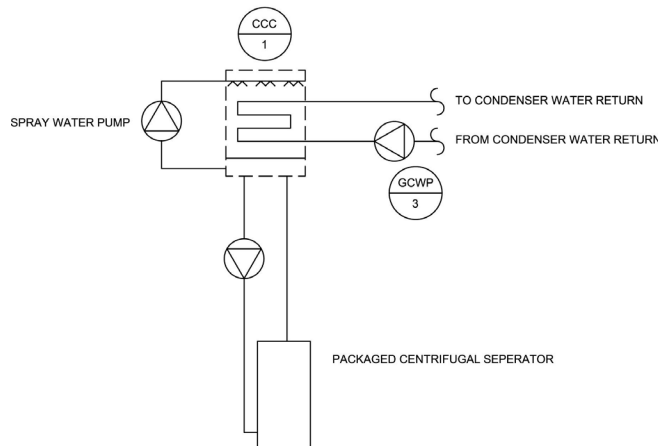 CCC
1
TO CONDENSER WATER RETURN
SPRAY WATER PUMP
FROM CONDENSER WATER RETURN
GCWP
3
PACKAGED CENTRIFUGAL SEPERATOR